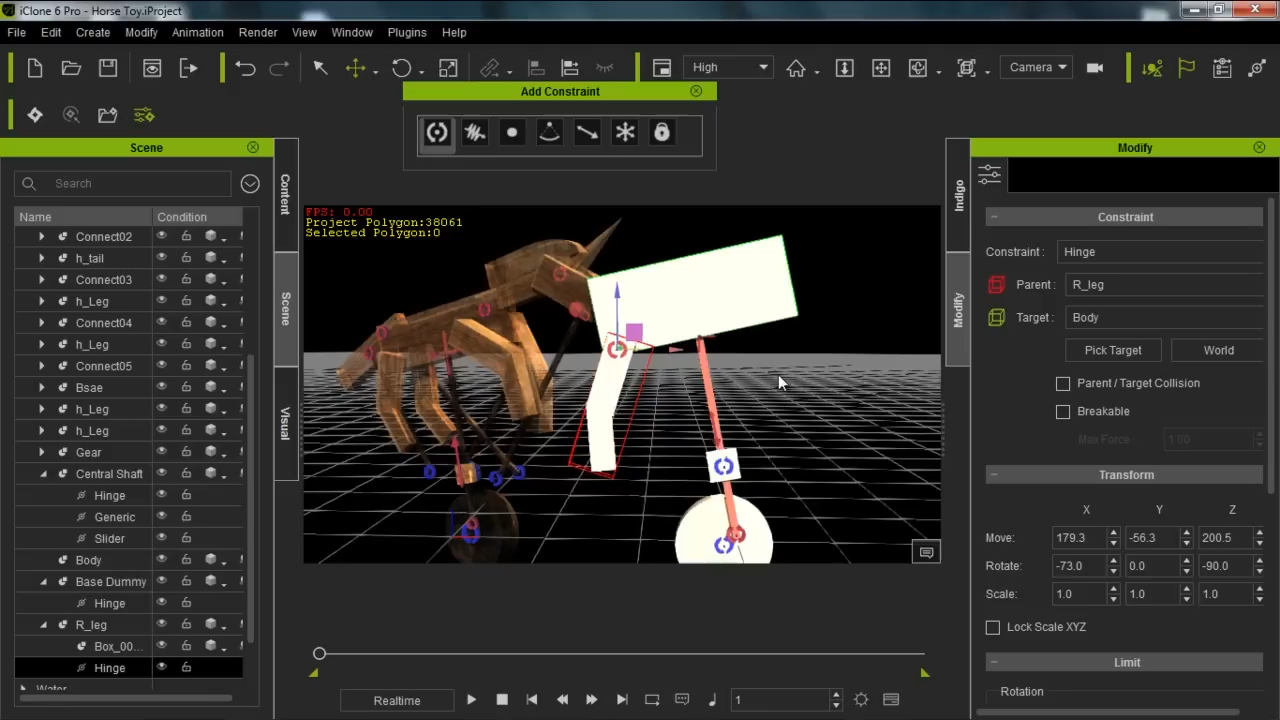 iClone 6 Pro - Horse Toy.iProject
File Edit Create Modify Animation Render View Window Plugins Help
High
Camera
Add Constraint
Scene
Search
Name Condition
Connect02
h_tail
Connect03
h_Leg
Connect04
h_Leg
Connect05
Bsae
h_Leg
h_Leg
Gear
Central Shaft
Hinge
Generic
Slider
Body
Base Dummy
Hinge
R_leg
Box_00...
Hinge
Water
Content
Scene
Visual
FPS: 0.00
Project Polygon:38061
Selected Polygon:0
Realtime
1
Indigo
Modify
Modify
Constraint
Constraint : Hinge
Parent : R_leg
Target : Body
Pick Target World
Parent / Target Collision
Breakable
Max Force : 1.00
Transform
X Y Z
Move: 179.3 -56.3 200.5
Rotate: -73.0 0.0 -90.0
Scale: 1.0 1.0 1.0
Lock Scale XYZ
Limit
Rotation